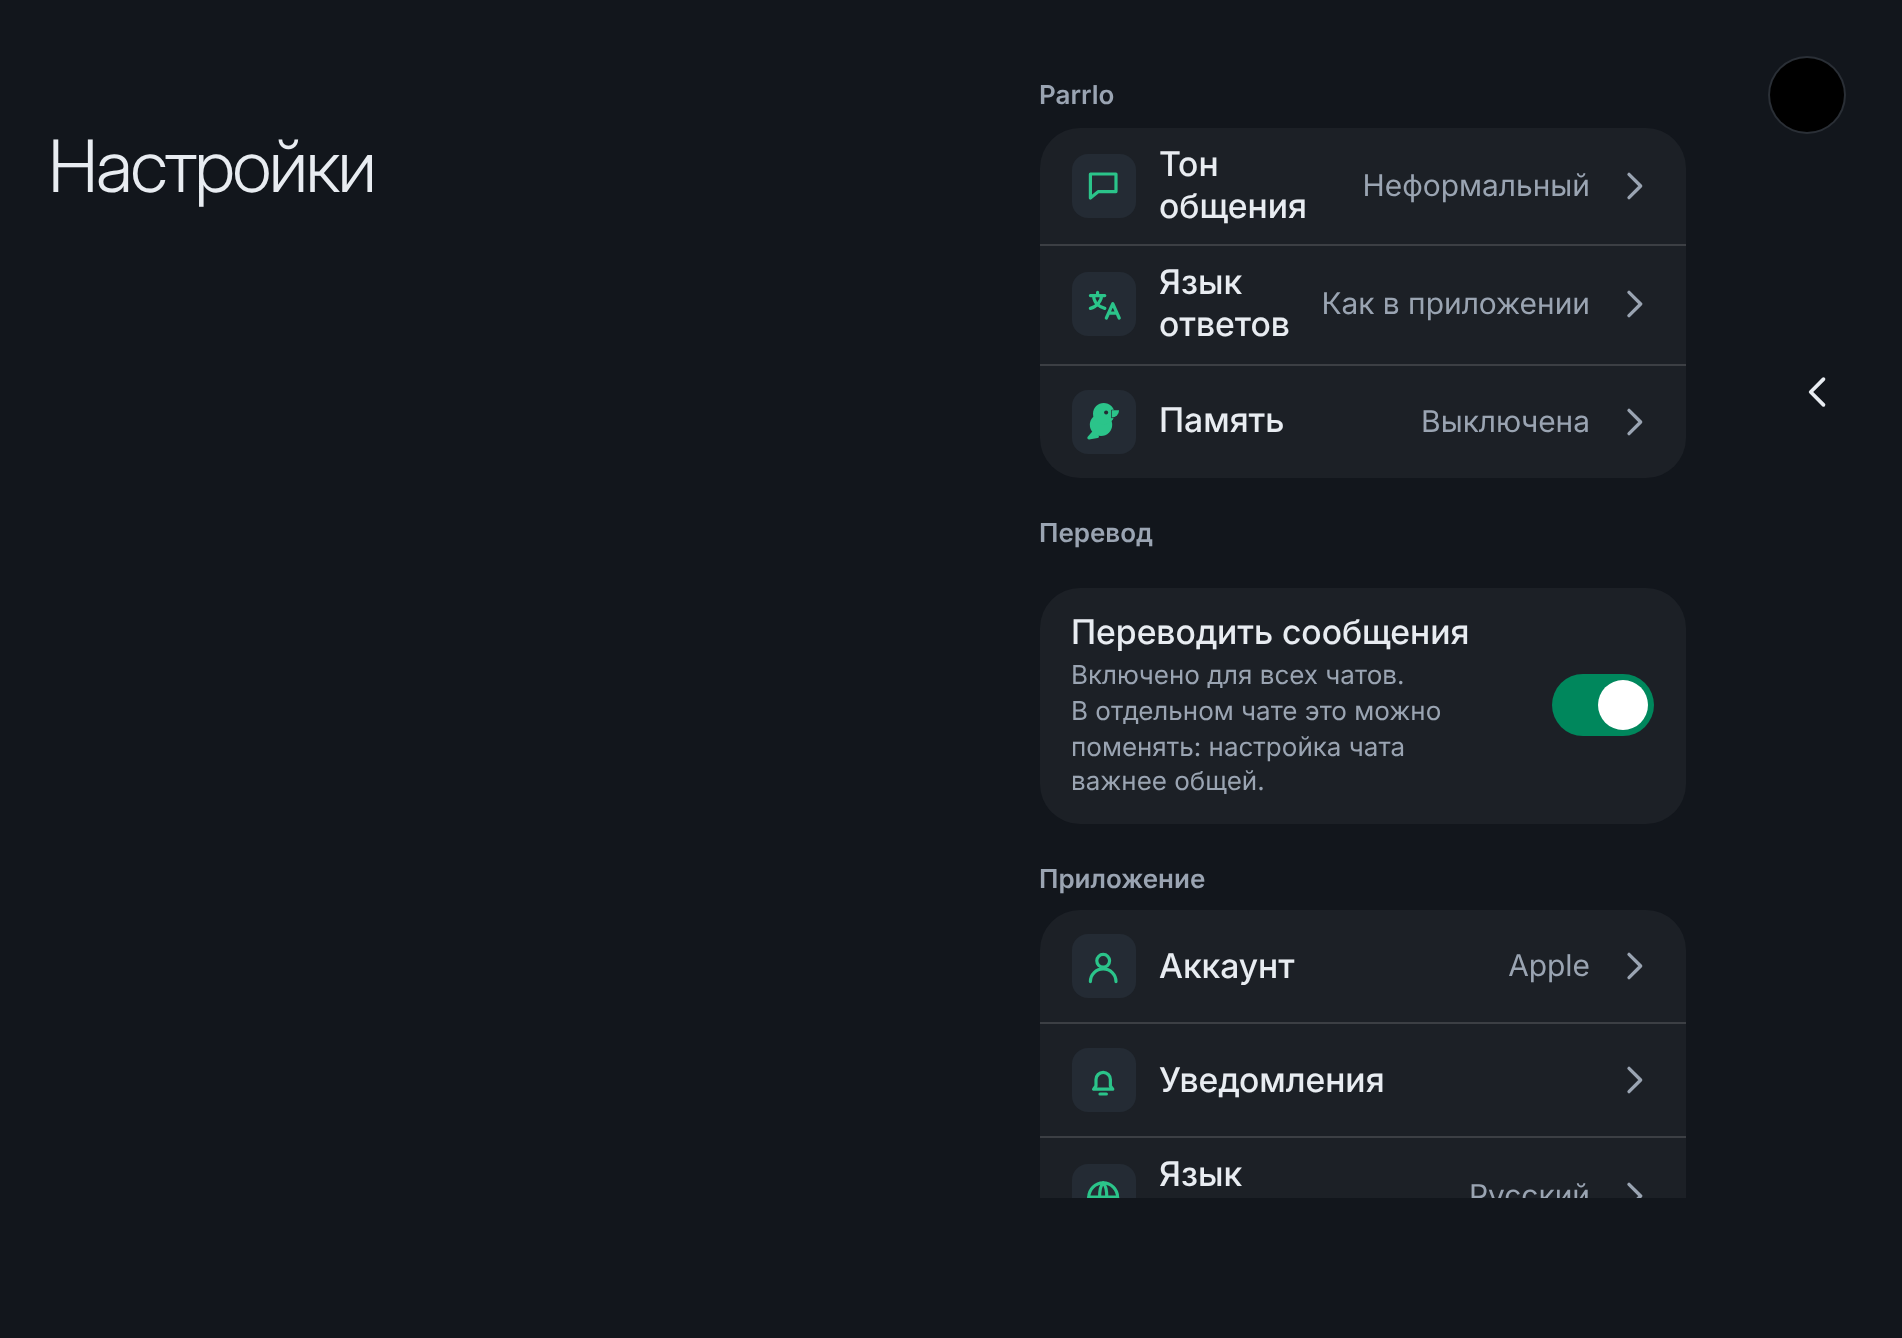 Настройки
Parrlo
Тон
общения
Неформальный
Язык
ответов
Как в приложении
Память
Выключена
Перевод
Переводить сообщения
Включено для всех чатов.
В отдельном чате это можно
поменять: настройка чата
важнее общей.
Приложение
Аккаунт
Apple
Уведомления
Язык
Русский